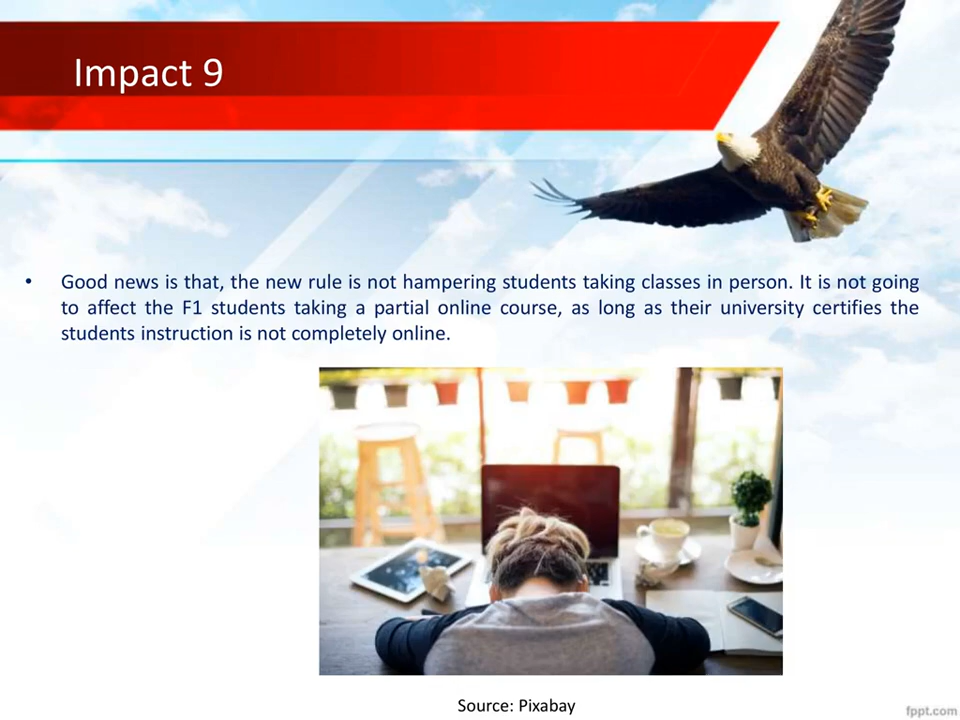 Impact 9
• Good news is that, the new rule is not hampering students taking classes in person. It is not going
to affect the F1 students taking a partial online course, as long as their university certifies the
students instruction is not completely online.
Source: Pixabay
fppt.com